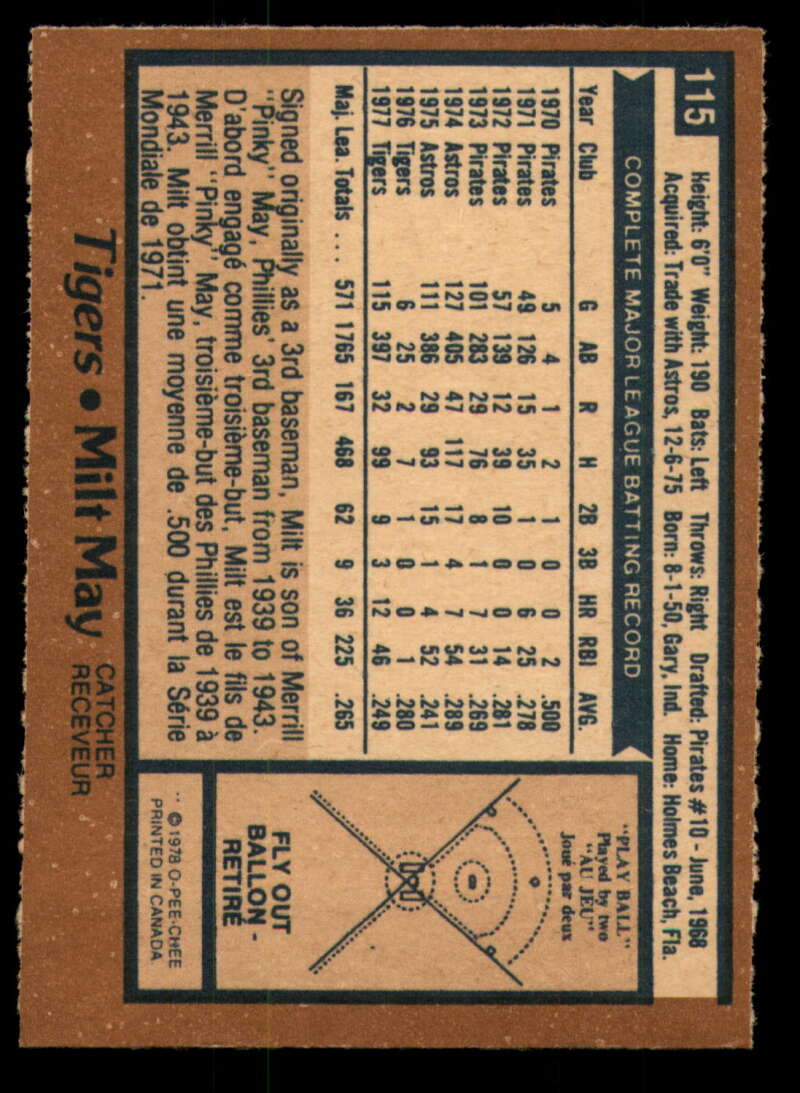 115
Height: 6'0" Weight: 190 Bats: Left Throws: Right Drafted: Pirates #10 - June, 1968
Acquired: Trade with Astros, 12-6-75 Born: 8-1-50, Gary, Ind. Home: Holmes Beach, Fla.
COMPLETE MAJOR LEAGUE BATTING RECORD
Year Club G AB R H 2B 3B HR RBI AVG.
1970 Pirates 5 4 1 2 1 0 0 2 .500
1971 Pirates 49 126 15 35 1 0 6 25 .278
1972 Pirates 57 139 12 39 10 0 0 14 .281
1973 Pirates 101 283 29 76 8 1 7 31 .269
1974 Astros 127 405 47 117 17 4 7 54 .289
1975 Astros 111 386 29 93 15 1 4 52 .241
1976 Tigers 6 25 2 7 1 0 0 1 .280
1977 Tigers 115 397 32 99 9 3 12 46 .249
Maj. Lea. Totals ... 571 1765 167 468 62 9 36 225 .265
Signed originally as a 3rd baseman, Milt is son of Merrill
"Pinky" May, Phillies' 3rd baseman from 1939 to 1943.
D'abord engagé comme troisième-but, Milt est le fils de
Merrill "Pinky" May, troisième-but des Phillies de 1939 à
1943. Milt obtint une moyenne de .500 durant la Série
Mondiale de 1971.
"PLAY BALL"
Played by two
"AU JEU"
Joué par deux
FLY OUT
BALLON -
RETIRÉ
©1978 O-PEE-CHEE
PRINTED IN CANADA
Tigers • Milt May CATCHER
RECEVEUR